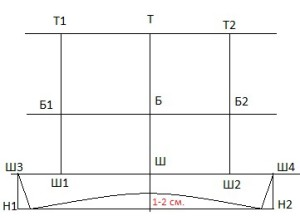 Т1 Т Т2
Б1 Б Б2
Ш3 Ш Ш4
Ш1 Ш2
Н1 1-2 см. Н2